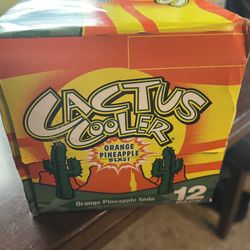 CACTUS
COOLER
ORANGE
PINEAPPLE
BLAST
Orange Pineapple Soda
12